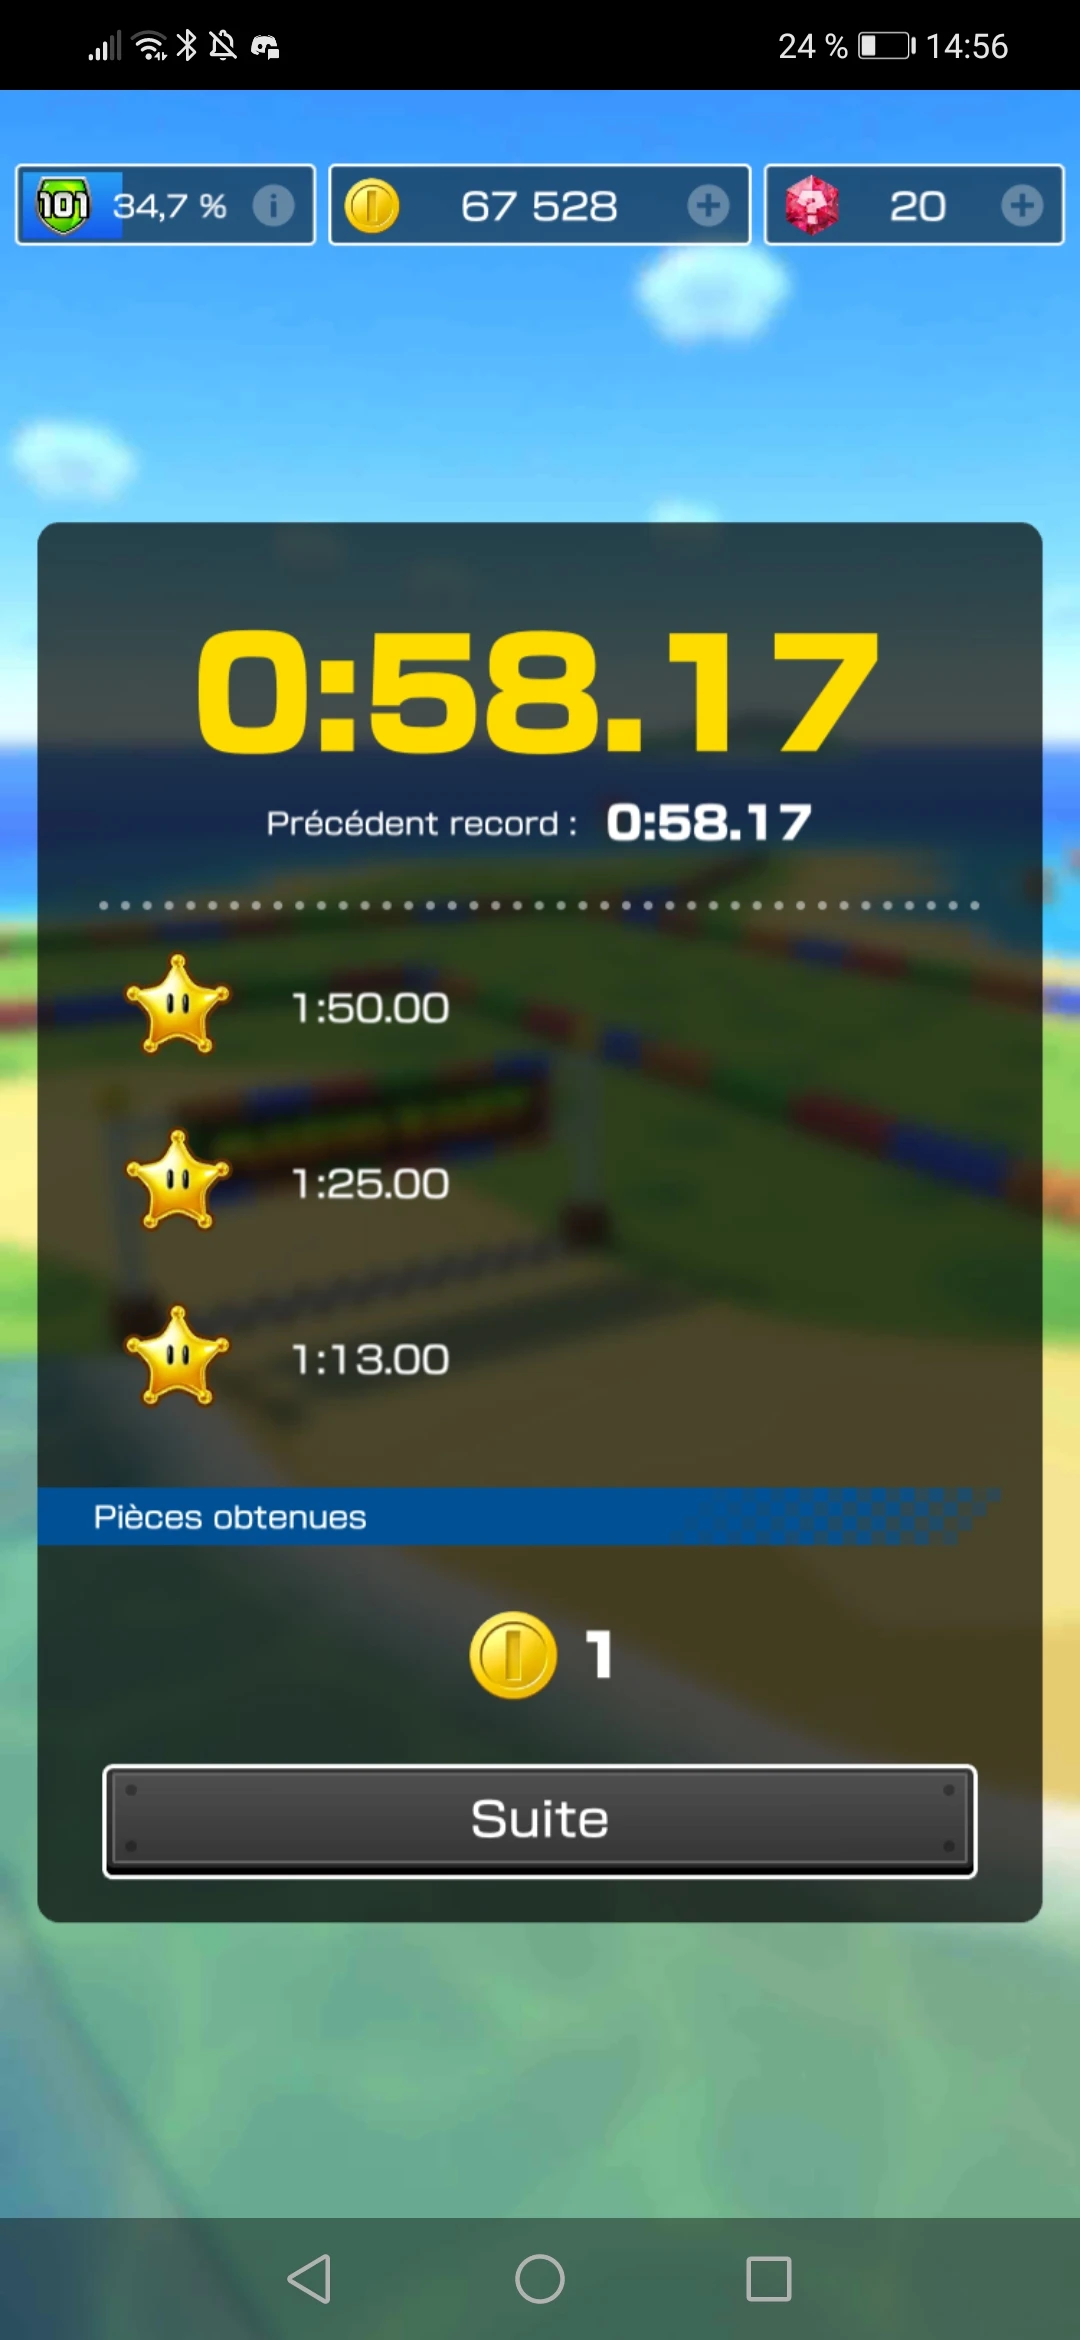 24 % 14:56
101 34,7 % i 67 528 + 20 +
0:58.17
Précédent record : 0:58.17
1:50.00
1:25.00
1:13.00
Pièces obtenues
1
Suite